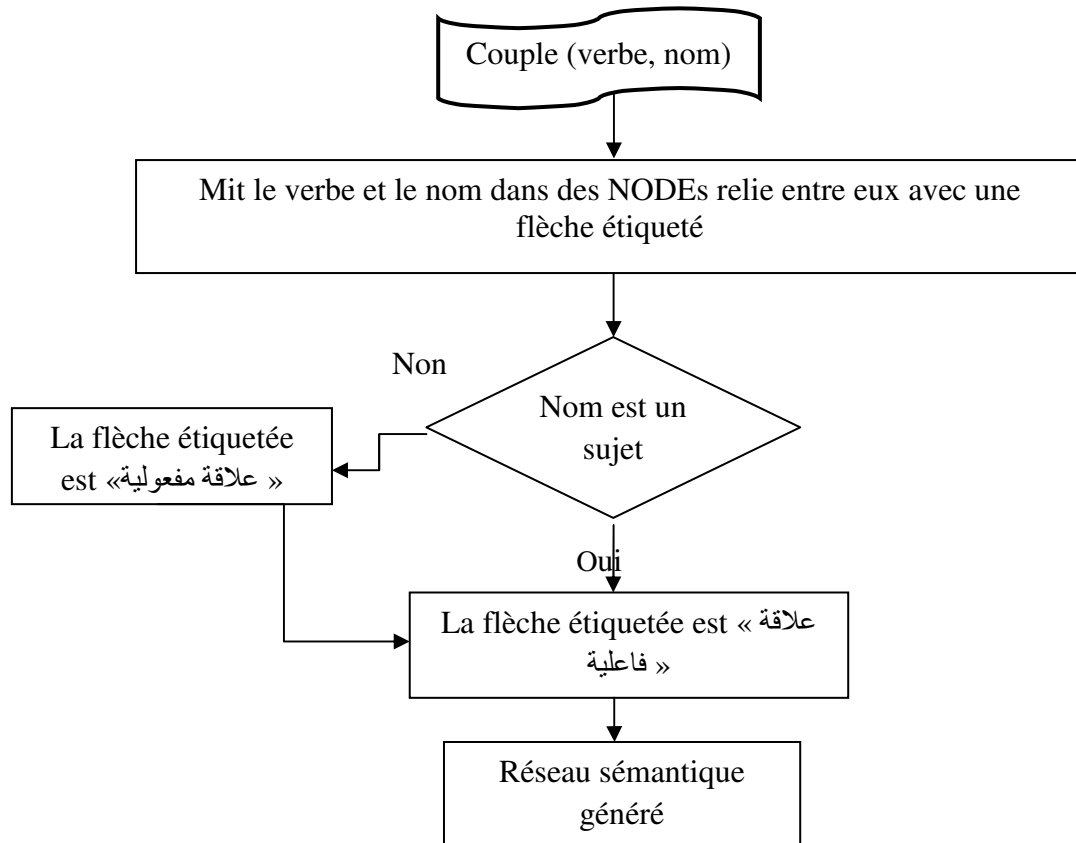 Couple (verbe, nom)
Mit le verbe et le nom dans des NODEs relie entre eux avec une
flèche étiqueté
Non
Nom est un
sujet
La flèche étiquetée
est «علاقة مفعولية »
Oui
La flèche étiquetée est « علاقة
فاعلية »
Réseau sémantique
généré